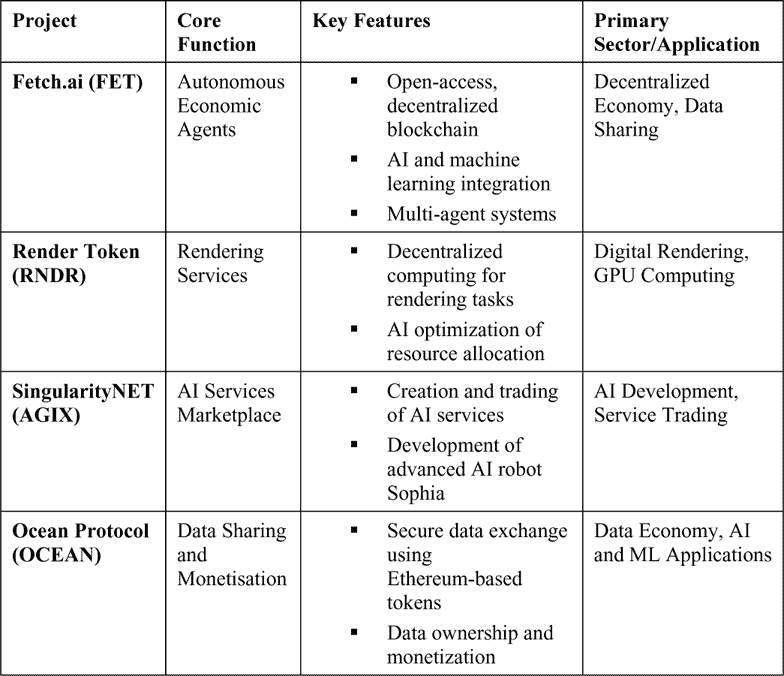 Project
Core
Function
Key Features
Primary
Sector/Application
Fetch.ai (FET)
Autonomous
Economic
Agents
▪ Open-access,
decentralized
blockchain
▪ AI and machine
learning integration
▪ Multi-agent systems
Decentralized
Economy, Data
Sharing
Render Token
(RNDR)
Rendering
Services
▪ Decentralized
computing for
rendering tasks
▪ AI optimization of
resource allocation
Digital Rendering,
GPU Computing
SingularityNET
(AGIX)
AI Services
Marketplace
▪ Creation and trading
of AI services
▪ Development of
advanced AI robot
Sophia
AI Development,
Service Trading
Ocean Protocol
(OCEAN)
Data Sharing
and
Monetisation
▪ Secure data exchange
using
Ethereum-based
tokens
▪ Data ownership and
monetization
Data Economy, AI
and ML Applications